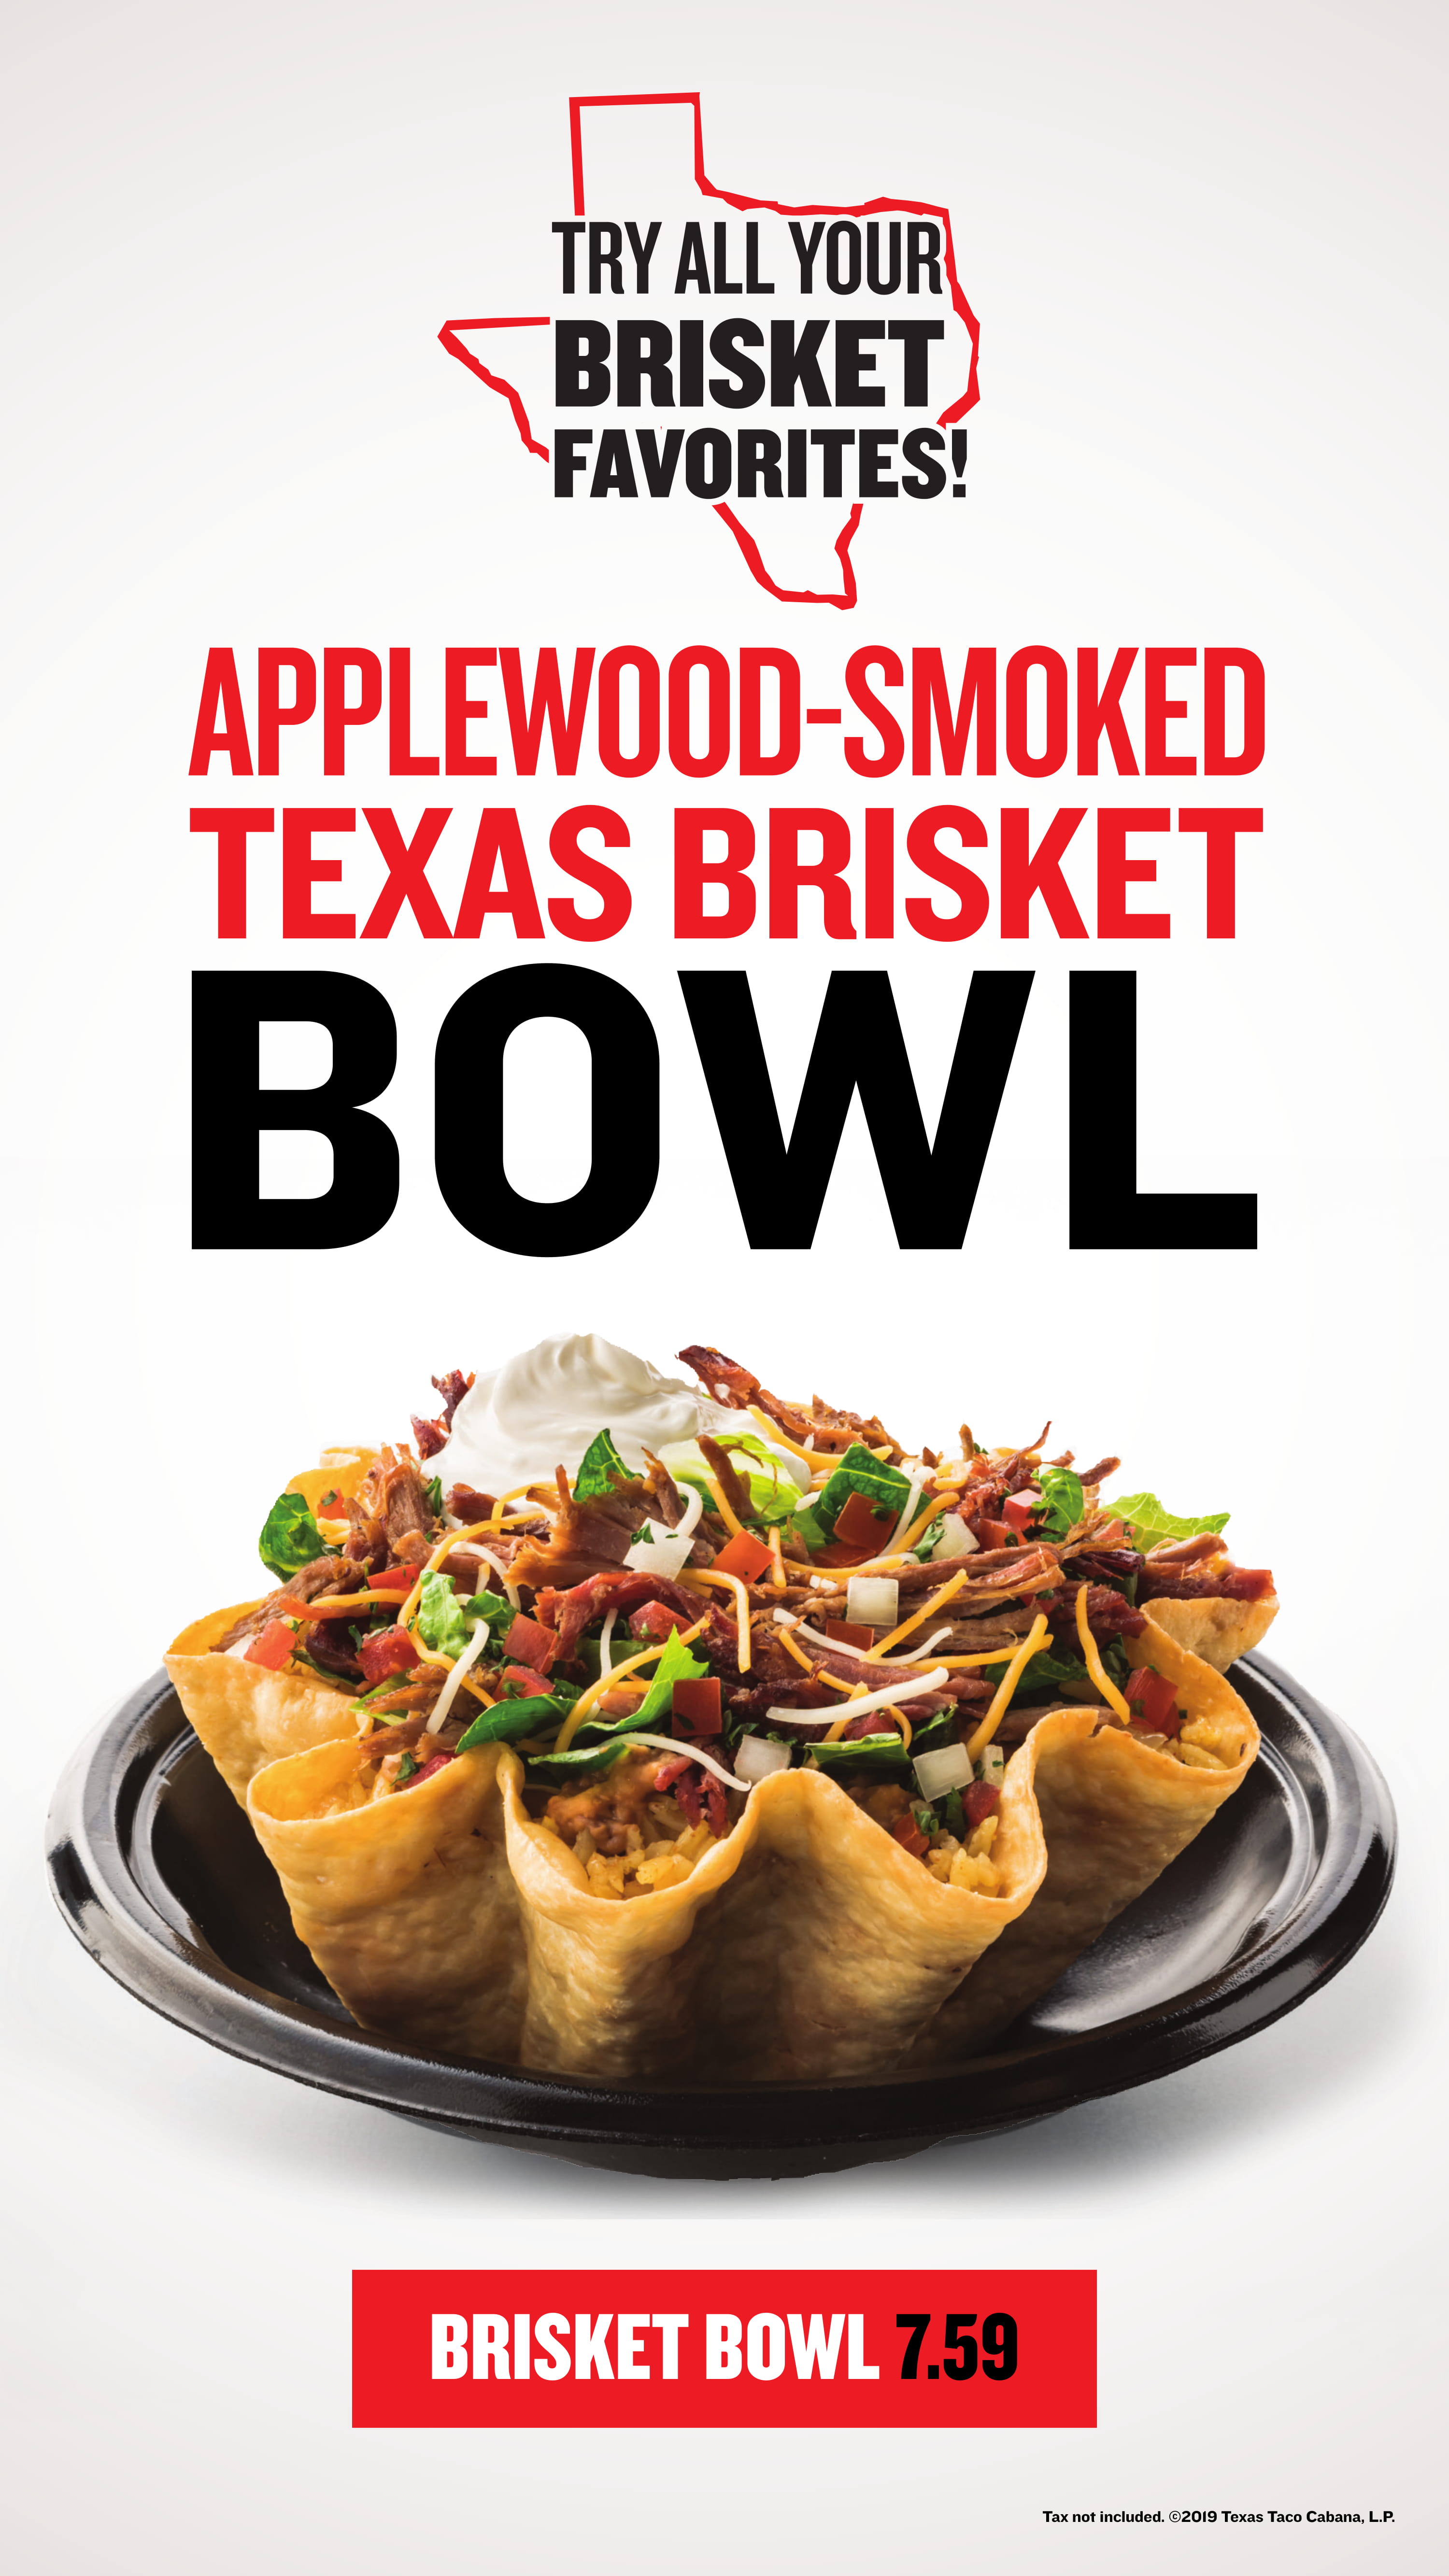 TRY ALL YOUR
BRISKET
FAVORITES!
APPLEWOOD-SMOKED
TEXAS BRISKET
BOWL
BRISKET BOWL 7.59
Tax not included. ©2019 Texas Taco Cabana, L.P.